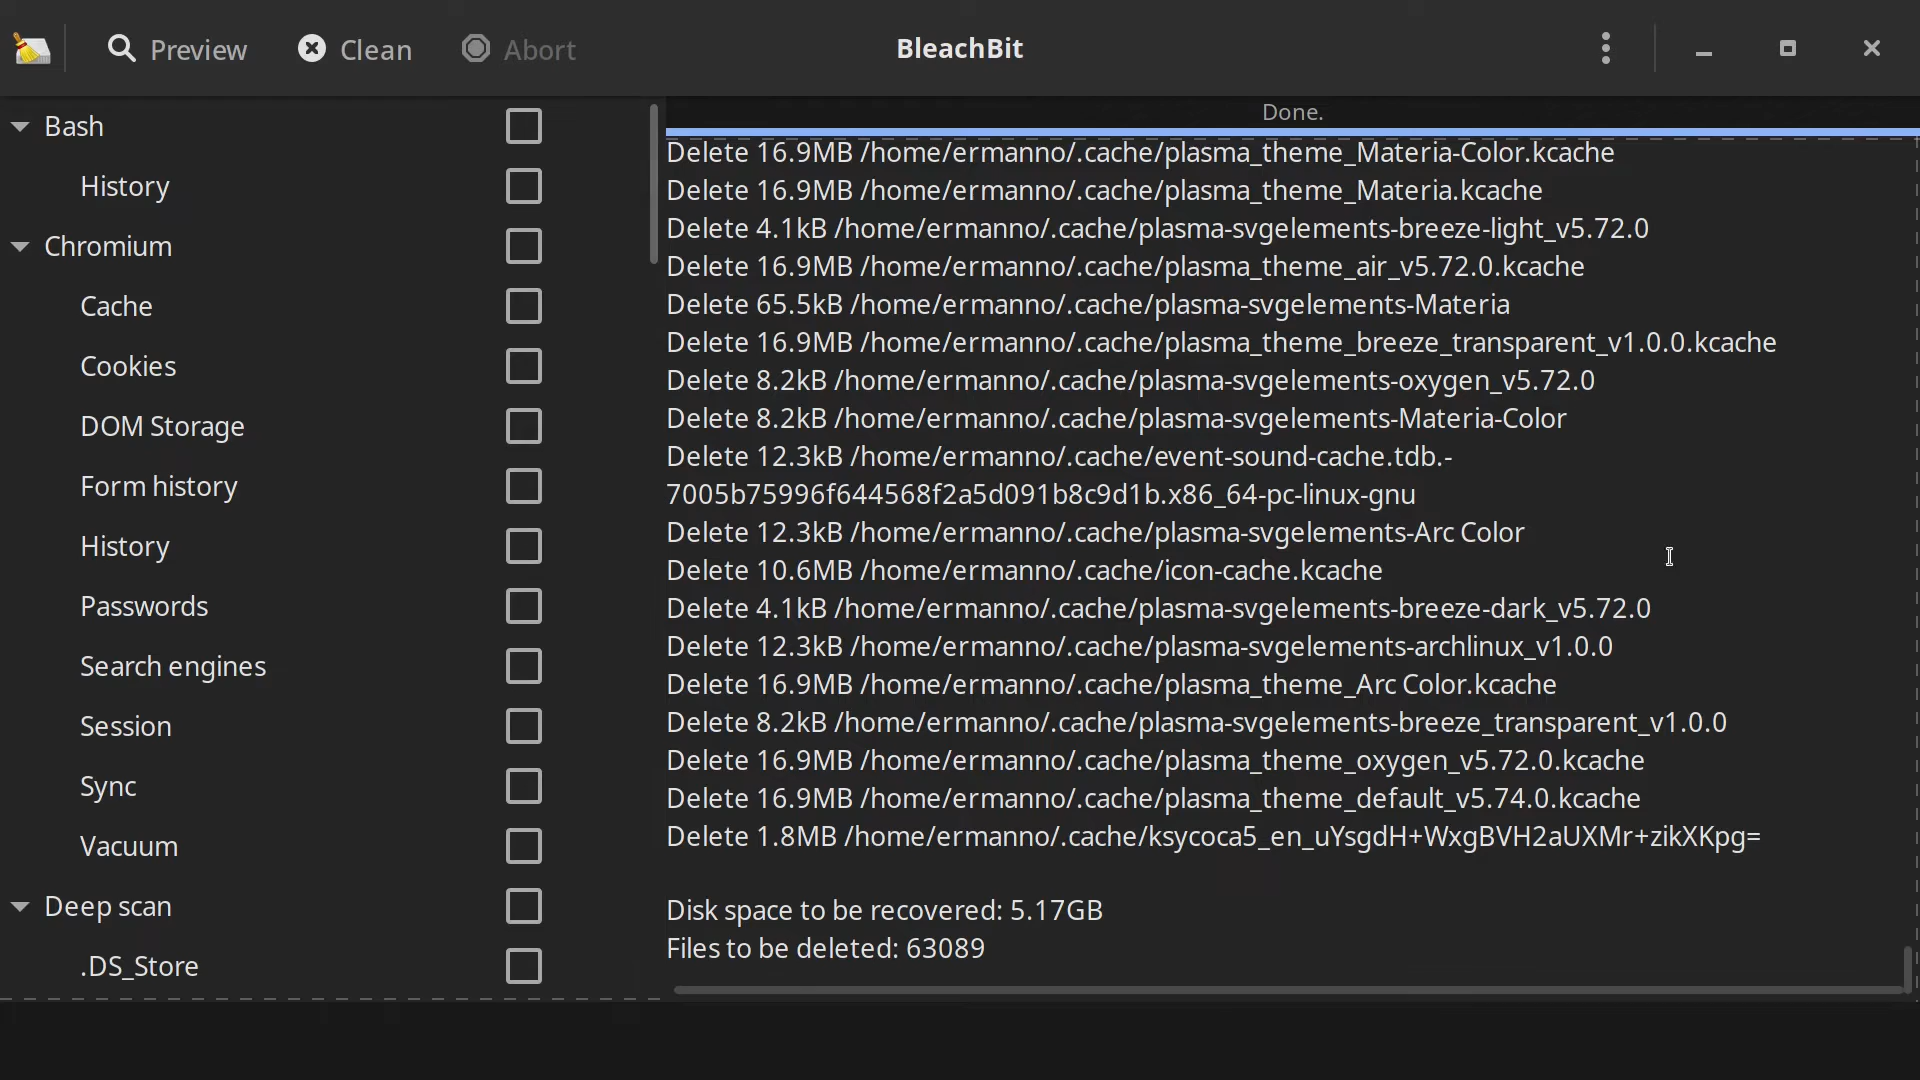 Preview Clean Abort BleachBit
Bash
History
Chromium
Cache
Cookies
DOM Storage
Form history
History
Passwords
Search engines
Session
Sync
Vacuum
Deep scan
.DS_Store
Done.
Delete 16.9MB /home/ermanno/.cache/plasma_theme_Materia-Color.kcache
Delete 16.9MB /home/ermanno/.cache/plasma_theme_Materia.kcache
Delete 4.1kB /home/ermanno/.cache/plasma-svgelements-breeze-light_v5.72.0
Delete 16.9MB /home/ermanno/.cache/plasma_theme_air_v5.72.0.kcache
Delete 65.5kB /home/ermanno/.cache/plasma-svgelements-Materia
Delete 16.9MB /home/ermanno/.cache/plasma_theme_breeze_transparent_v1.0.0.kcache
Delete 8.2kB /home/ermanno/.cache/plasma-svgelements-oxygen_v5.72.0
Delete 8.2kB /home/ermanno/.cache/plasma-svgelements-Materia-Color
Delete 12.3kB /home/ermanno/.cache/event-sound-cache.tdb.-
7005b75996f644568f2a5d091b8c9d1b.x86_64-pc-linux-gnu
Delete 12.3kB /home/ermanno/.cache/plasma-svgelements-Arc Color
Delete 10.6MB /home/ermanno/.cache/icon-cache.kcache
Delete 4.1kB /home/ermanno/.cache/plasma-svgelements-breeze-dark_v5.72.0
Delete 12.3kB /home/ermanno/.cache/plasma-svgelements-archlinux_v1.0.0
Delete 16.9MB /home/ermanno/.cache/plasma_theme_Arc Color.kcache
Delete 8.2kB /home/ermanno/.cache/plasma-svgelements-breeze_transparent_v1.0.0
Delete 16.9MB /home/ermanno/.cache/plasma_theme_oxygen_v5.72.0.kcache
Delete 16.9MB /home/ermanno/.cache/plasma_theme_default_v5.74.0.kcache
Delete 1.8MB /home/ermanno/.cache/ksycoca5_en_uYsgdH+WxgBVH2aUXMr+zikXKpg=
Disk space to be recovered: 5.17GB
Files to be deleted: 63089